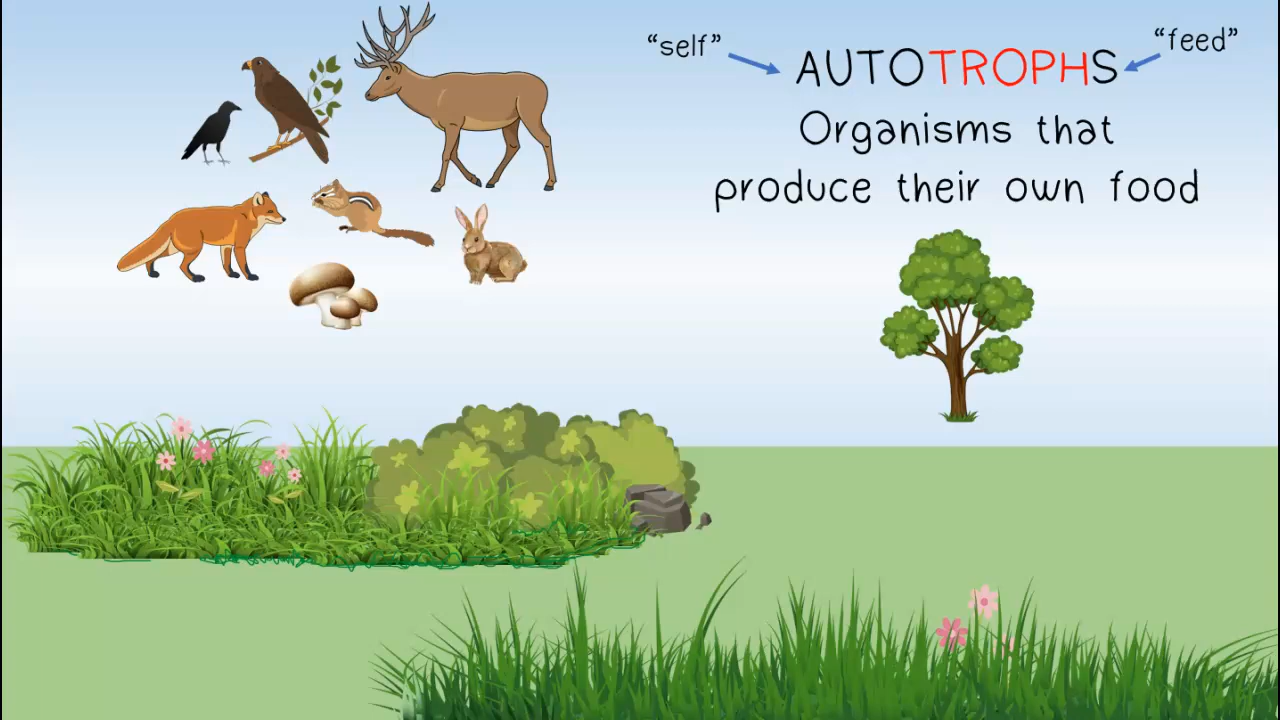 “self”
“feed”
AUTOTROPHS
Organisms that
produce their own food